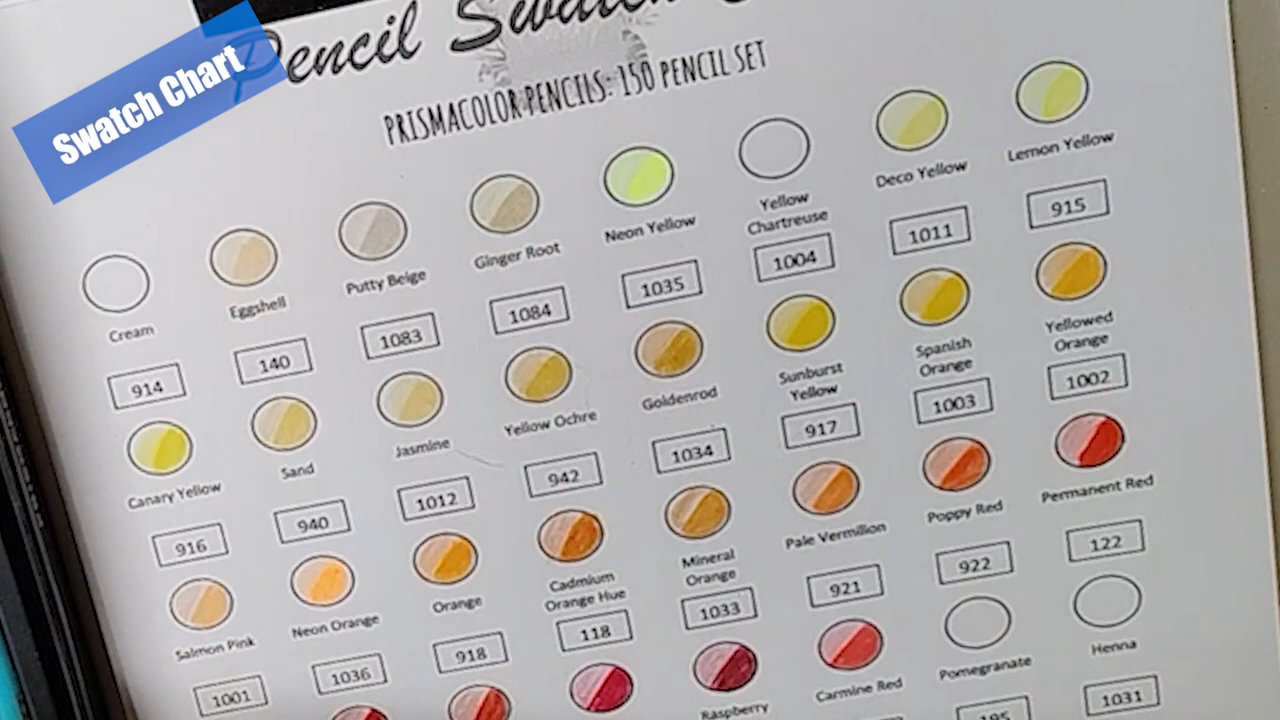 Swatch Chart
Pencil Swatch
PRISMACOLOR PENCILS: 150 PENCIL SET
Cream
Eggshell
Putty Beige
Ginger Root
Neon Yellow
Yellow
Chartreuse
Deco Yellow
Lemon Yellow
914
140
1083
1084
1035
1004
1011
915
Canary Yellow
Sand
Jasmine
Yellow Ochre
Goldenrod
Sunburst
Yellow
Spanish
Orange
Yellowed
Orange
916
940
1012
942
1034
917
1003
1002
Salmon Pink
Neon Orange
Orange
Cadmium
Orange Hue
Mineral
Orange
Pale Vermilion
Poppy Red
Permanent Red
1001
1036
918
118
1033
921
922
122
Raspberry
Carmine Red
Pomegranate
Henna
195
1031